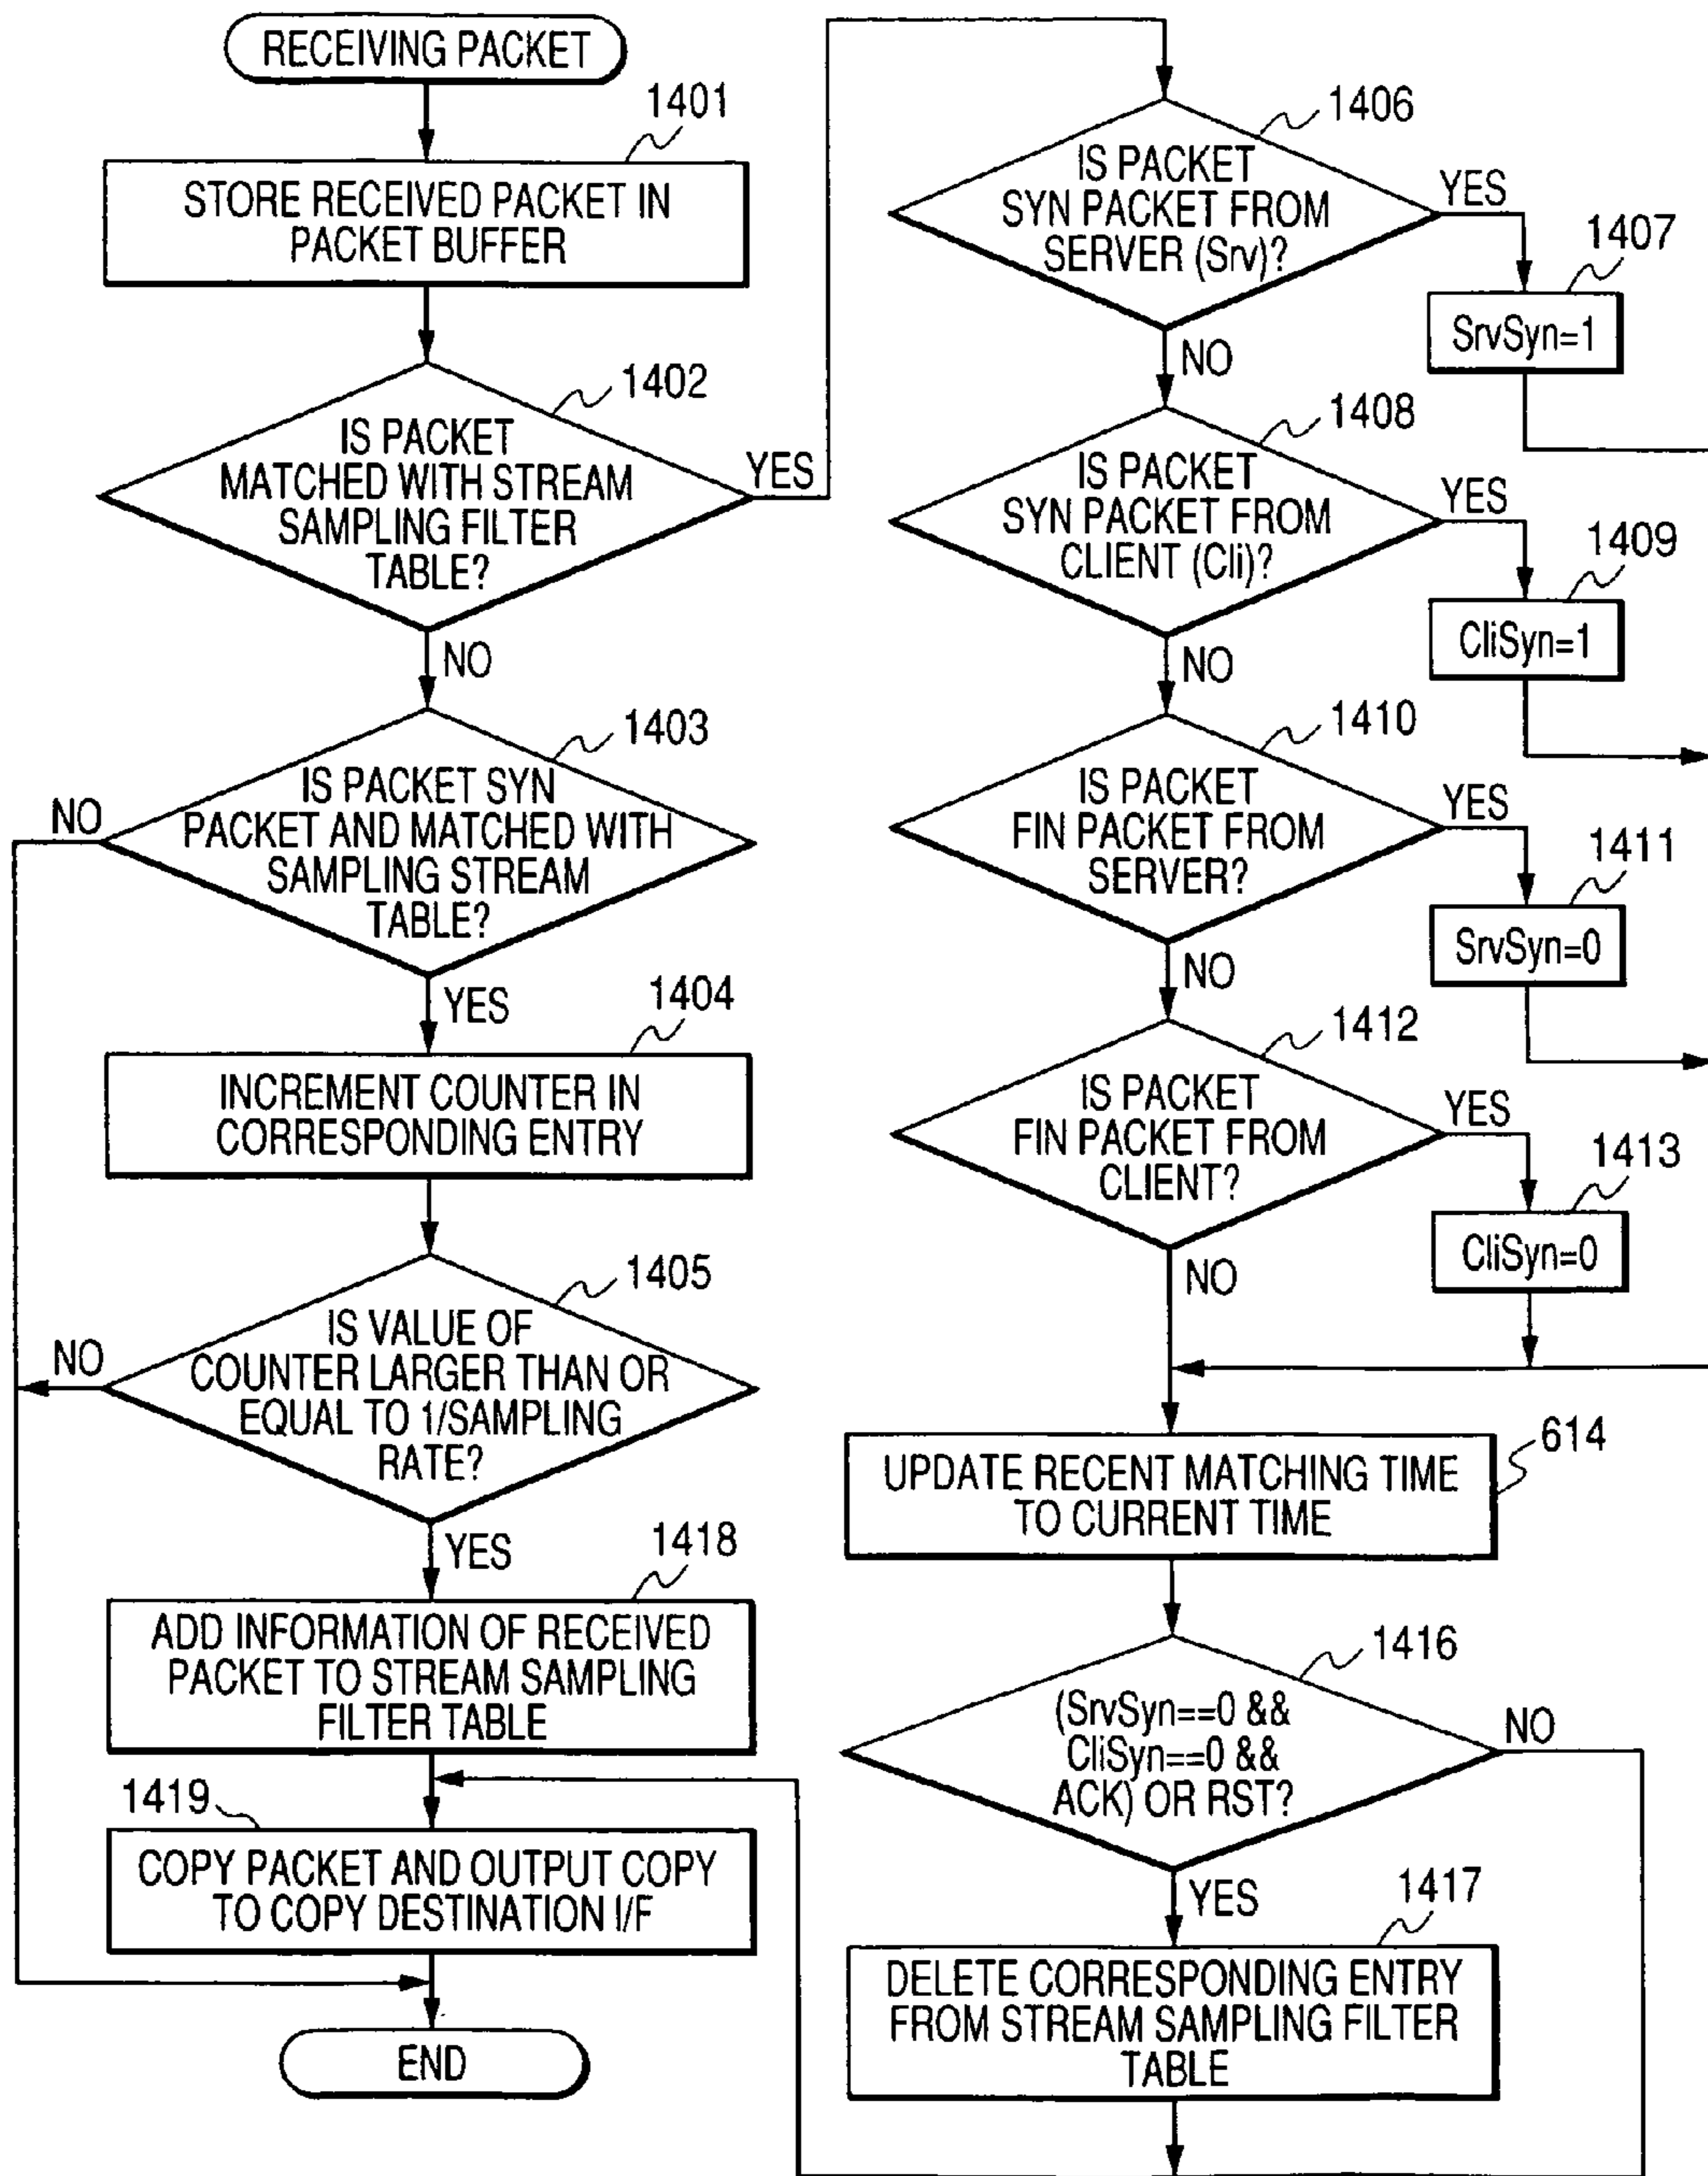 RECEIVING PACKET
1401
STORE RECEIVED PACKET IN
PACKET BUFFER
1402
IS PACKET
MATCHED WITH STREAM
SAMPLING FILTER
TABLE?
YES
NO
1403
IS PACKET SYN
PACKET AND MATCHED WITH
SAMPLING STREAM
TABLE?
NO
YES
1404
INCREMENT COUNTER IN
CORRESPONDING ENTRY
1405
IS VALUE OF
COUNTER LARGER THAN OR
EQUAL TO 1/SAMPLING
RATE?
NO
YES
1418
ADD INFORMATION OF RECEIVED
PACKET TO STREAM SAMPLING
FILTER TABLE
1419
COPY PACKET AND OUTPUT COPY
TO COPY DESTINATION I/F
END
1406
IS PACKET
SYN PACKET FROM
SERVER (Srv)?
YES
1407
SrvSyn=1
NO
1408
IS PACKET
SYN PACKET FROM
CLIENT (Cli)?
YES
1409
CliSyn=1
NO
1410
IS PACKET
FIN PACKET FROM
SERVER?
YES
1411
SrvSyn=0
NO
1412
IS PACKET
FIN PACKET FROM
CLIENT?
YES
1413
CliSyn=0
NO
614
UPDATE RECENT MATCHING TIME
TO CURRENT TIME
1416
(SrvSyn==0 &&
CliSyn==0 &&
ACK) OR RST?
NO
YES
1417
DELETE CORRESPONDING ENTRY
FROM STREAM SAMPLING FILTER
TABLE